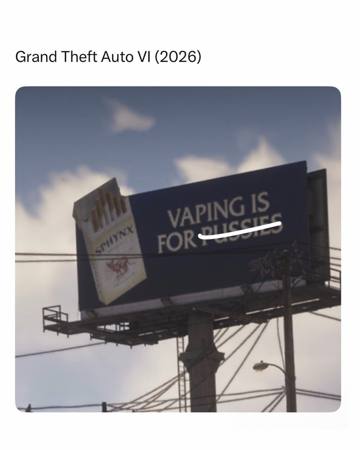 Grand Theft Auto VI (2026)
VAPING IS
FOR PUSSIES
SPHYNX